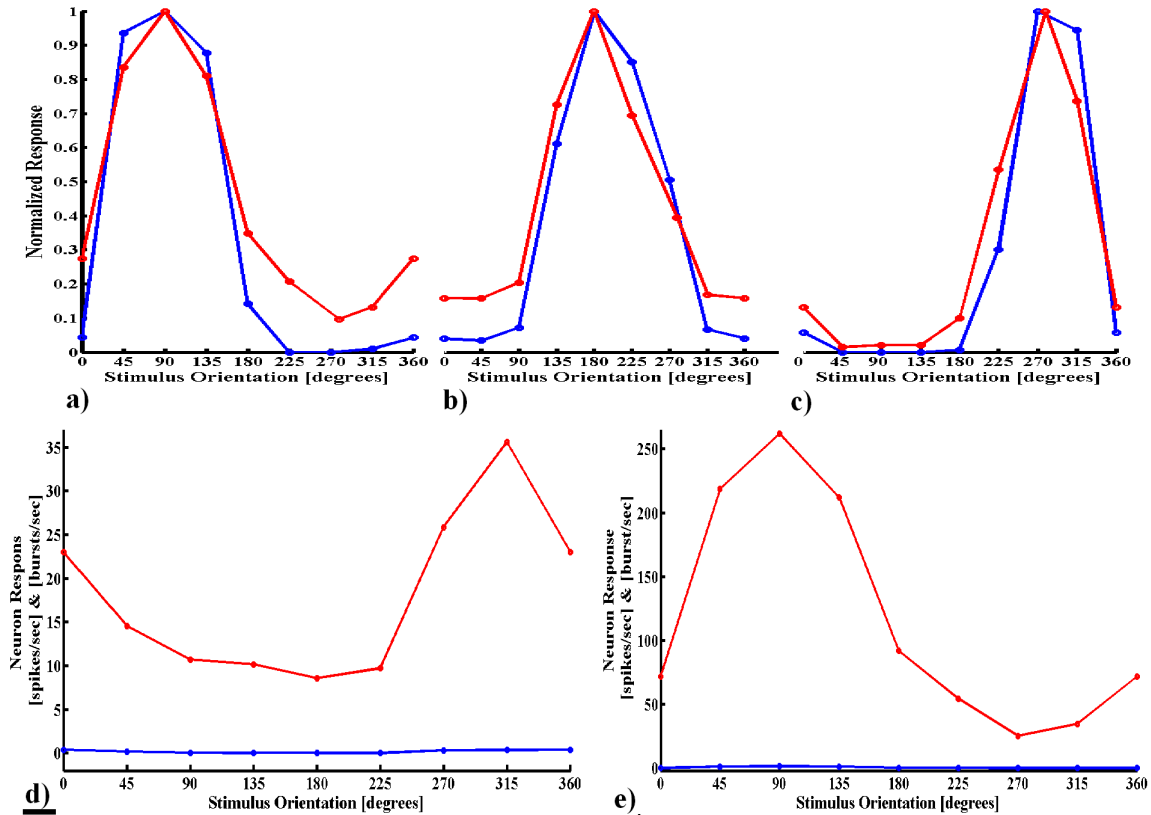 Normalized Response
1
0.9
0.8
0.7
0.6
0.5
0.4
0.3
0.2
0.1
0
0 45 90 135 180 225 270 315 360
Stimulus Orientation [degrees]
a)
0 45 90 135 180 225 270 315 360
Stimulus Orientation [degrees]
b)
0 45 90 135 180 225 270 315 360
Stimulus Orientation [degrees]
c)
Neuron Respons
[spikes/sec] & [bursts/sec]
35
30
25
20
15
10
5
0
0 45 90 135 180 225 270 315 360
Stimulus Orientation [degrees]
d)
Neuron Response
[spikes/sec] & [burst/sec]
250
200
150
100
50
0
0 45 90 135 180 225 270 315 360
Stimulus Orientation [degrees]
e)